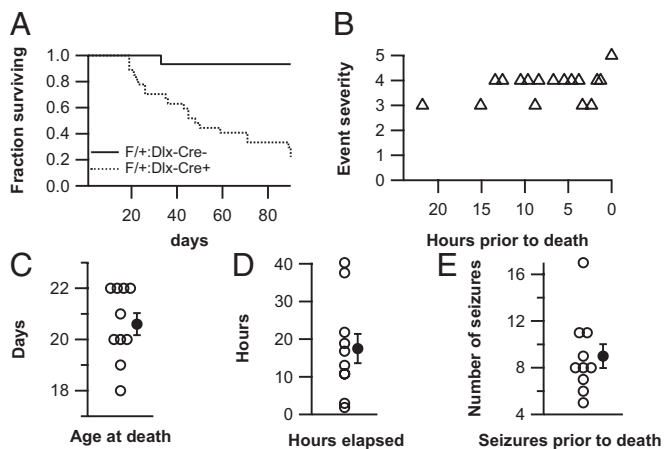 A
Fraction surviving
1.0
0.8
0.6
0.4
0.2
0.0
F/+:Dlx-Cre-
F/+:Dlx-Cre+
20 40 60 80
days
B
Event severity
5
4
3
2
1
0
20 15 10 5 0
Hours prior to death
C
Days
22
20
18
Age at death
D
Hours
40
30
20
10
0
Hours elapsed
E
Number of seizures
16
12
8
4
Seizures prior to death